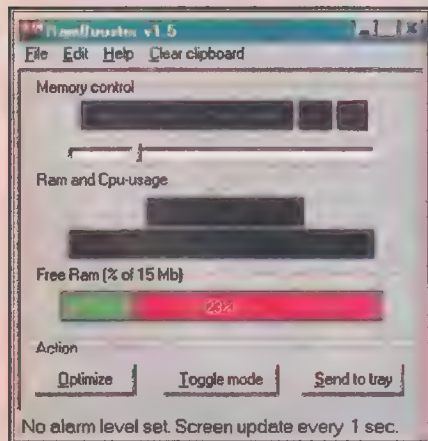 RamBooster v1.5
File Edit Help Clear clipboard
Memory control
Ram and Cpu-usage
Free Ram (% of 15 Mb)
Action
Optimize Toggle mode Send to tray
No alarm level set. Screen update every 1 sec.